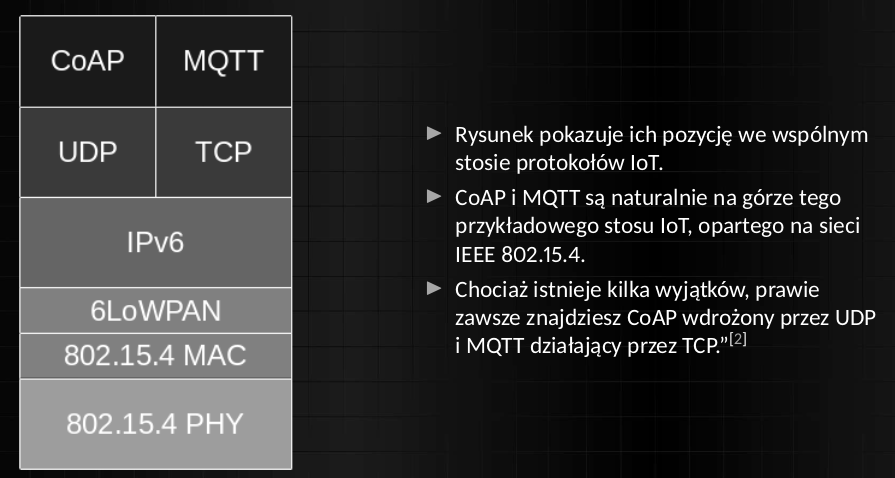 CoAP MQTT
UDP TCP
IPv6
6LoWPAN
802.15.4 MAC
802.15.4 PHY
Rysunek pokazuje ich pozycję we wspólnym
stosie protokołów IoT.
CoAP i MQTT są naturalnie na górze tego
przykładowego stosu IoT, opartego na sieci
IEEE 802.15.4.
Chociaż istnieje kilka wyjątków, prawie
zawsze znajdziesz CoAP wdrożony przez UDP
i MQTT działający przez TCP.”[2]